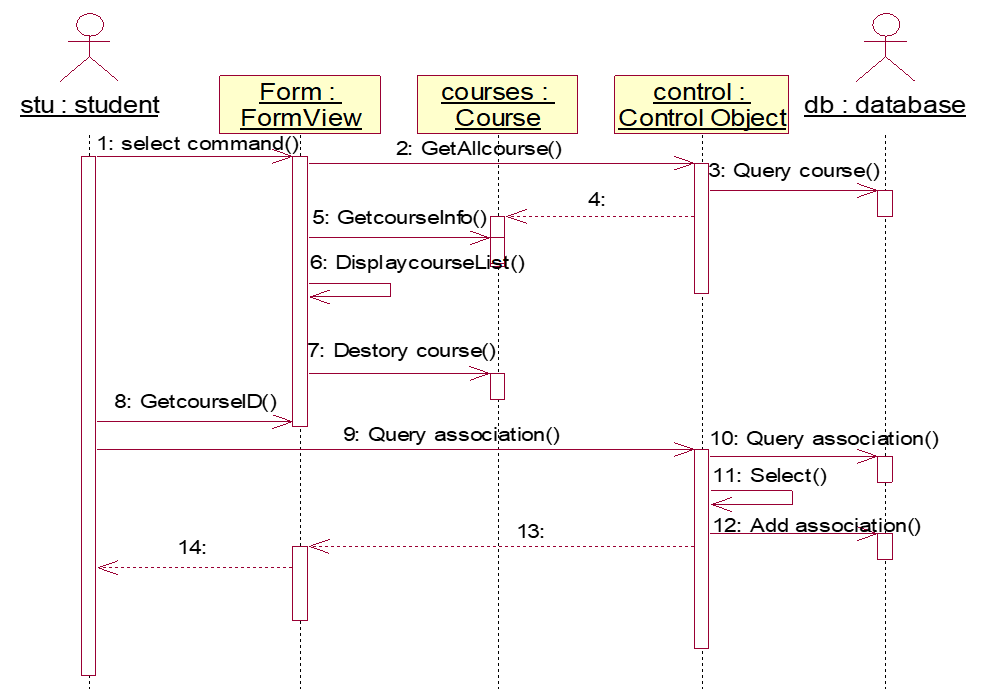 stu : student
Form :
FormView
courses :
Course
control :
Control Object
db : database
1: select command()
2: GetAllcourse()
3: Query course()
4:
5: GetcourseInfo()
6: DisplaycourseList()
7: Destory course()
8: GetcourseID()
9: Query association()
10: Query association()
11: Select()
12: Add association()
13:
14: